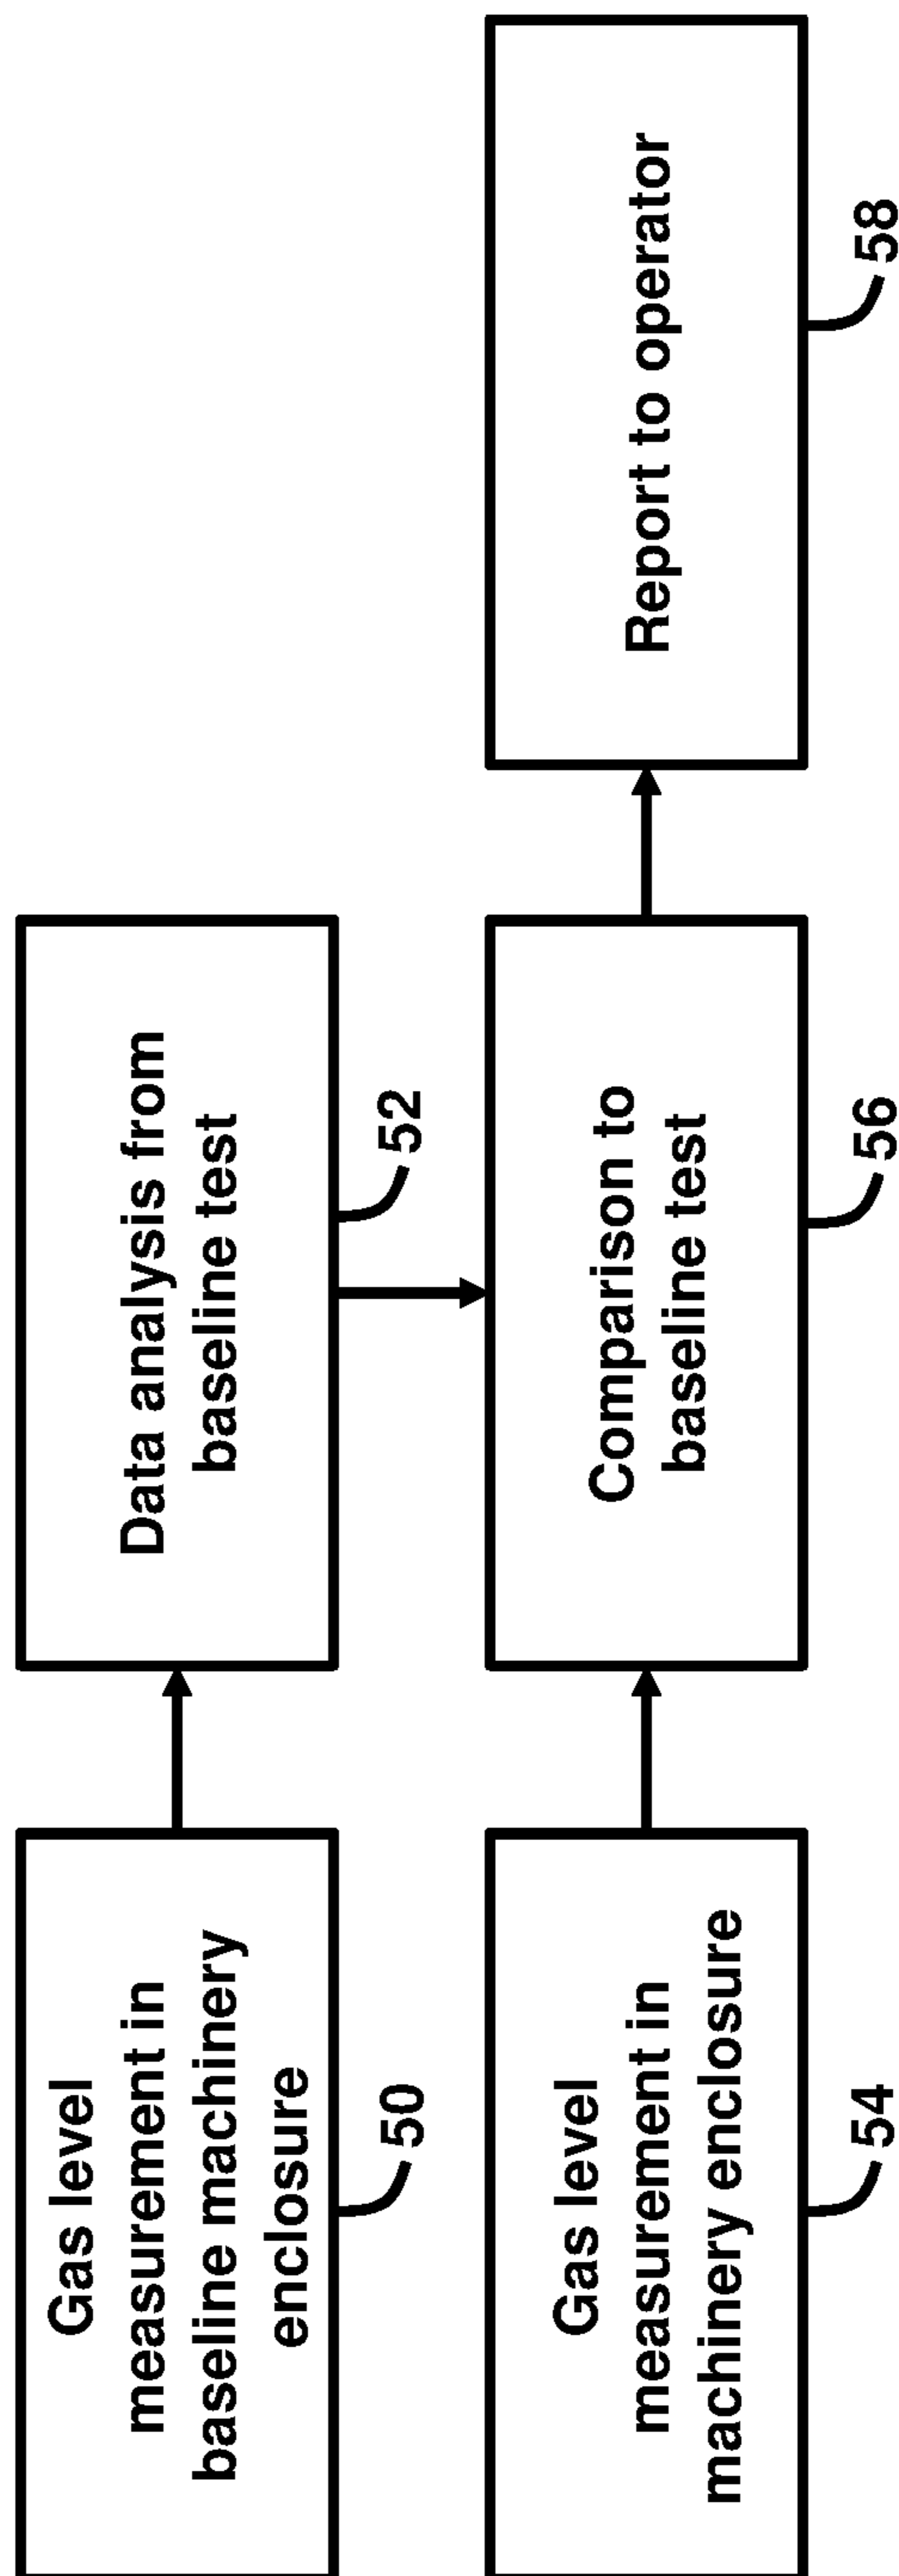 Gas level
measurement in
baseline machinery
enclosure
50
Data analysis from
baseline test
52
Gas level
measurement in
machinery enclosure
54
Comparison to
baseline test
56
Report to operator
58